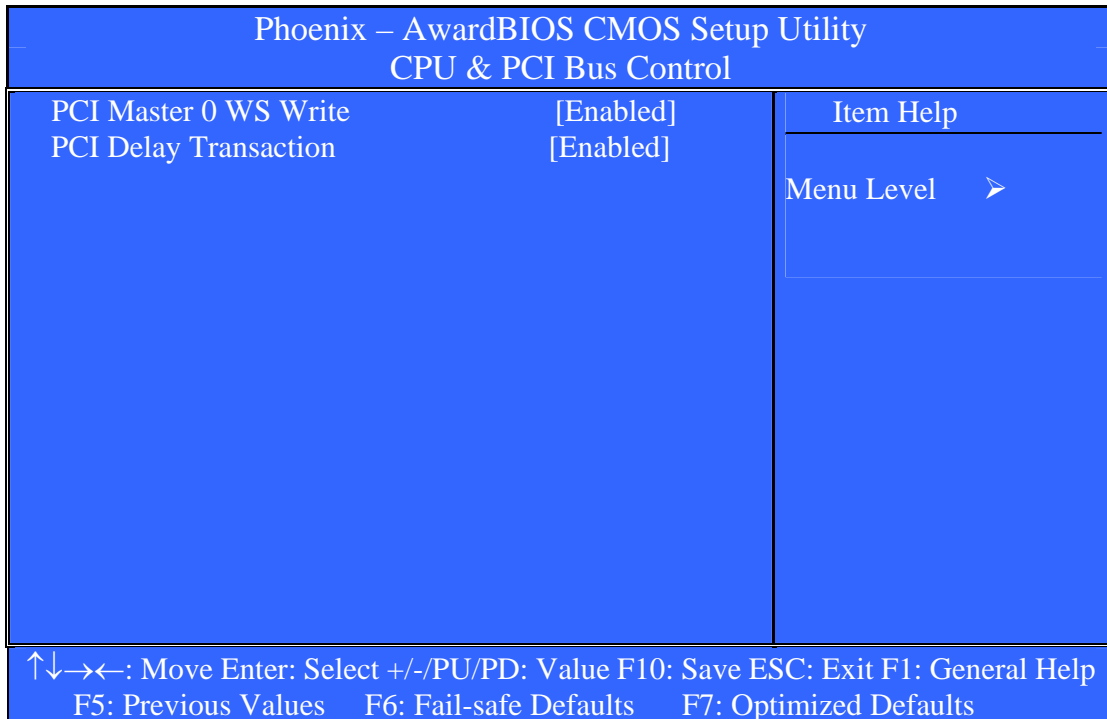 Phoenix – AwardBIOS CMOS Setup Utility
CPU & PCI Bus Control
PCI Master 0 WS Write [Enabled]
PCI Delay Transaction [Enabled]
Item Help
Menu Level ➢
↑↓→←: Move Enter: Select +/-/PU/PD: Value F10: Save ESC: Exit F1: General Help
F5: Previous Values F6: Fail-safe Defaults F7: Optimized Defaults